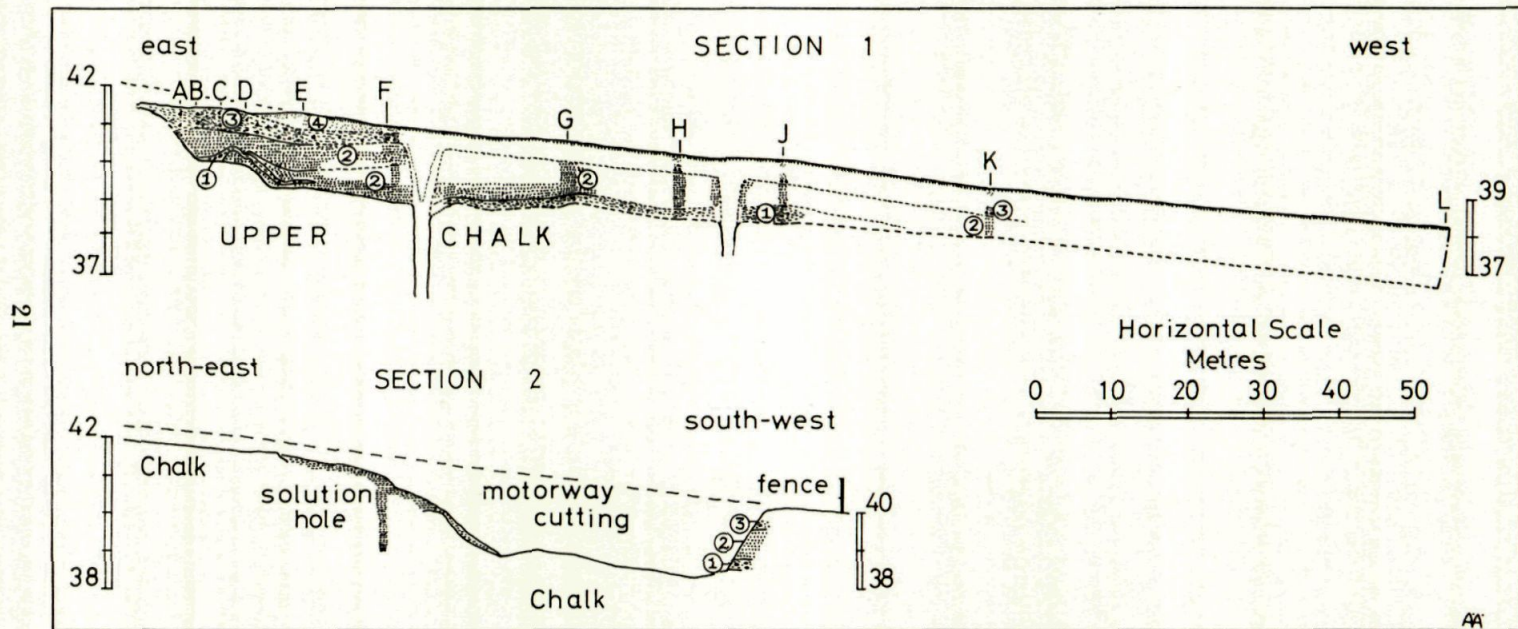 SECTION 1
east
west
42
AB-C-D E F G H J K L
③ ④
② ② ② ① ① ② ③
39
37
UPPER CHALK
37
21
Horizontal Scale
Metres
0 10 20 30 40 50
north-east
SECTION 2
south-west
42
Chalk
solution
hole
motorway
cutting
fence
40
③
②
①
38
38
Chalk